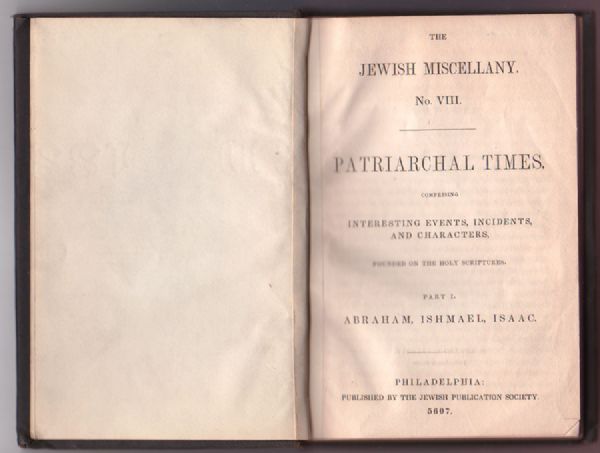 THE
JEWISH MISCELLANY.
No. VIII.
PATRIARCHAL TIMES.
COMPRISING
INTERESTING EVENTS, INCIDENTS,
AND CHARACTERS,
FOUNDED ON THE HOLY SCRIPTURES.
PART I.
ABRAHAM, ISHMAEL, ISAAC.
PHILADELPHIA:
PUBLISHED BY THE JEWISH PUBLICATION SOCIETY
5607.